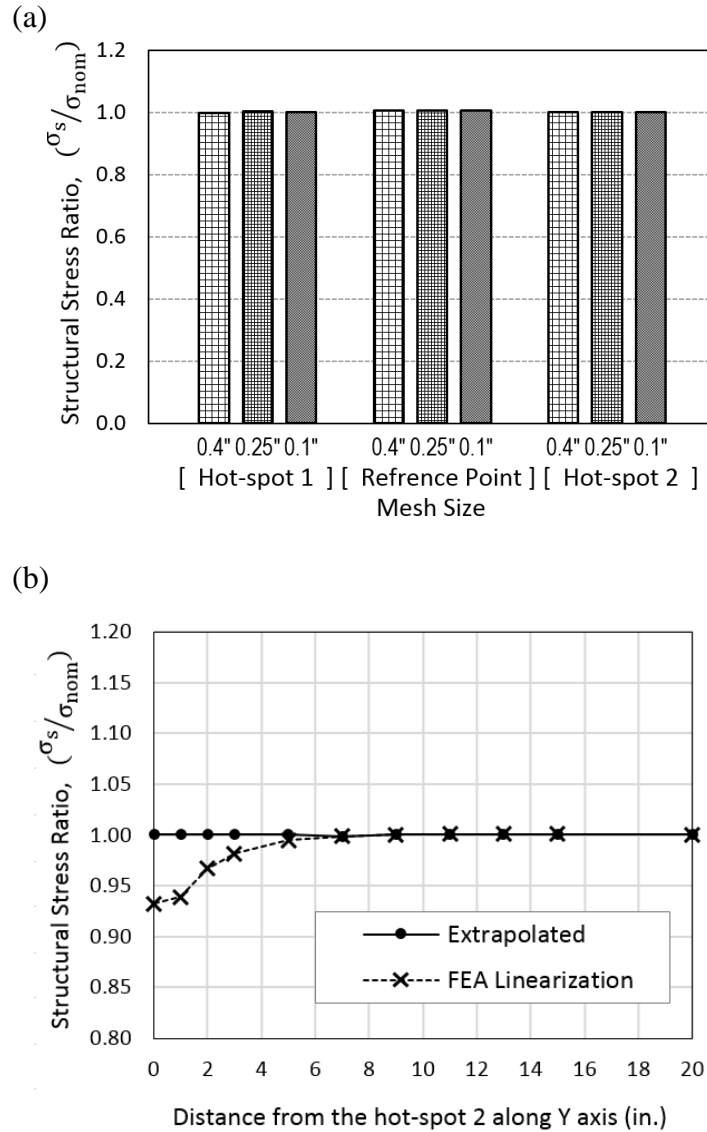 (a)
Structural Stress Ratio, (σs/σnom)
1.2
1.0
0.8
0.6
0.4
0.2
0.0
0.4" 0.25" 0.1" 0.4" 0.25" 0.1" 0.4" 0.25" 0.1"
[ Hot-spot 1 ] [ Refrence Point ] [ Hot-spot 2 ]
Mesh Size
(b)
Structural Stress Ratio, (σs/σnom)
1.20
1.15
1.10
1.05
1.00
0.95
0.90
0.85
0.80
Extrapolated
FEA Linearization
0 2 4 6 8 10 12 14 16 18 20
Distance from the hot-spot 2 along Y axis (in.)